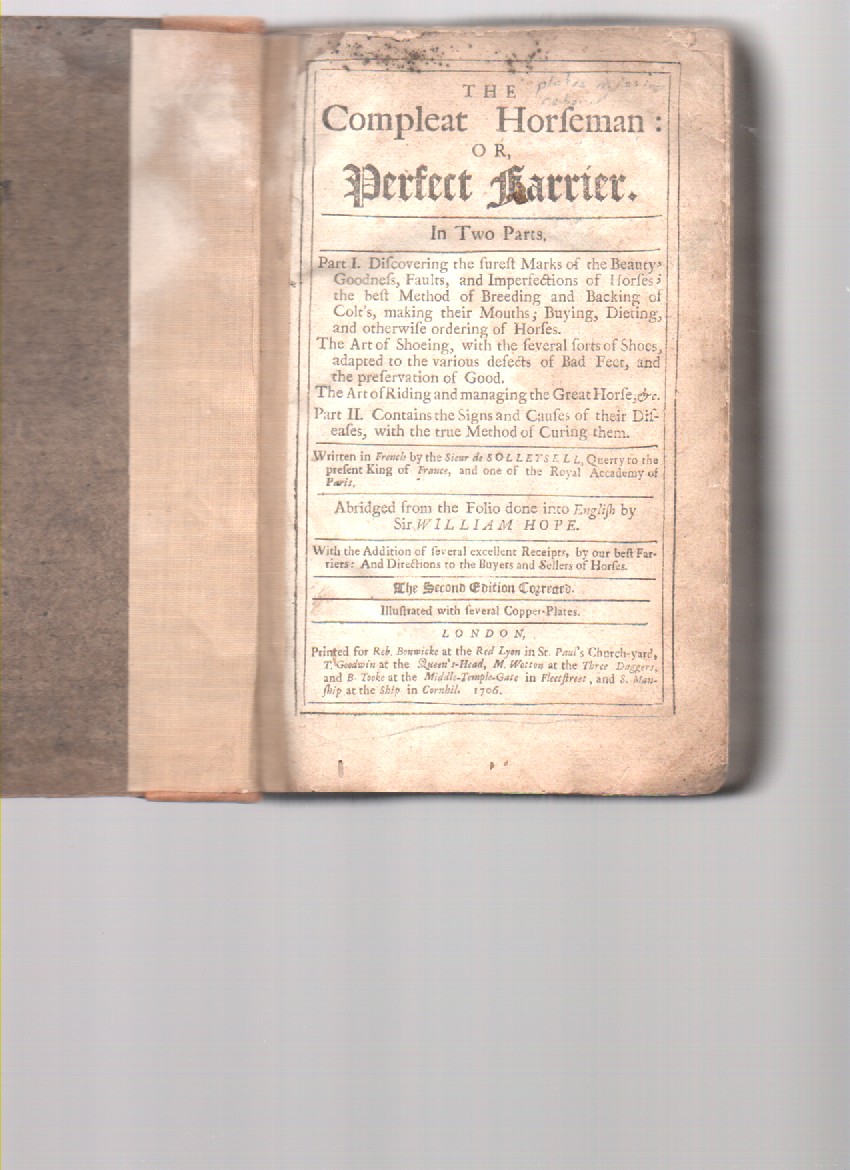 THE
Compleat Horſeman:
OR,
Perfect Farrier.
In Two Parts,
Part I. Diſcovering the ſureſt Marks of the Beauty,
Goodneſs, Faults, and Imperfections of Horſes;
the beſt Method of Breeding and Backing of
Colt's, making their Mouths; Buying, Dieting,
and otherwiſe ordering of Horſes.
The Art of Shoeing, with the ſeveral ſorts of Shoes,
adapted to the various defects of Bad Feet, and
the preſervation of Good.
The Art of Riding and managing the Great Horſe, &c.
Part II. Contains the Signs and Cauſes of their Diſ-
eaſes, with the true Method of Curing them.
Written in French by the Sieur de SOLLEYSELL, Querry to the
preſent King of France, and one of the Royal Accademy of
Paris.
Abridged from the Folio done into Engliſh by
Sir WILLIAM HOPE.
With the Addition of ſeveral excellent Receipts, by our beſt Far-
riers: And Directions to the Buyers and Sellers of Horſes.
The Second Edition Corrected.
Illuſtrated with ſeveral Copper-Plates.
LONDON,
Printed for Rob. Bonwicke at the Red Lyon in St. Paul's Church-yard,
T. Goodwin at the Queen's-Head, M. Wotton at the Three Daggers,
and B. Tooke at the Middle-Temple-Gate in Fleetſtreet, and S. Man-
ſhip at the Ship in Cornhil. 1706.